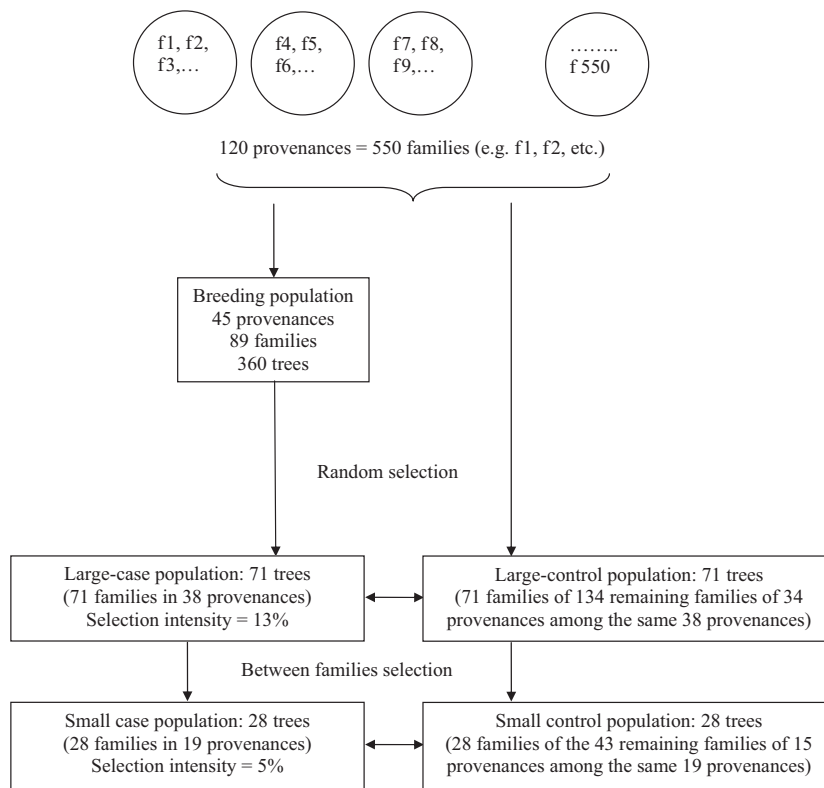 f1, f2,
f3,…
f4, f5,
f6,…
f7, f8,
f9,…
……..
f 550
120 provenances = 550 families (e.g. f1, f2, etc.)
Breeding population
45 provenances
89 families
360 trees
Random selection
Large-case population: 71 trees
(71 families in 38 provenances)
Selection intensity = 13%
Large-control population: 71 trees
(71 families of 134 remaining families of 34
provenances among the same 38 provenances)
Between families selection
Small case population: 28 trees
(28 families in 19 provenances)
Selection intensity = 5%
Small control population: 28 trees
(28 families of the 43 remaining families of 15
provenances among the same 19 provenances)